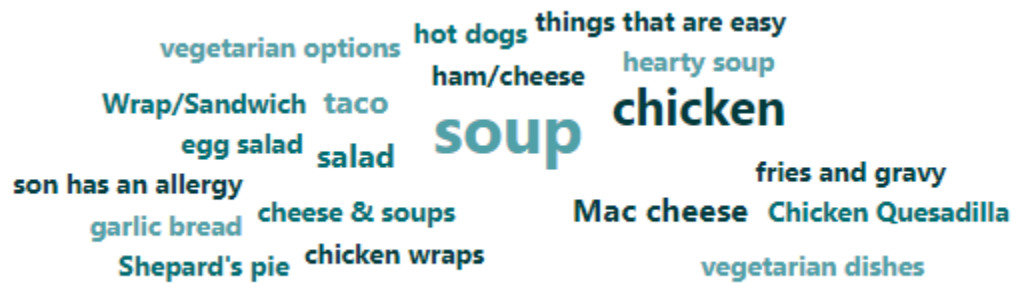 things that are easy
hot dogs
vegetarian options
hearty soup
ham/cheese
Wrap/Sandwich
taco
chicken
soup
egg salad
salad
fries and gravy
son has an allergy
cheese & soups
Mac cheese
Chicken Quesadilla
garlic bread
chicken wraps
Shepard's pie
vegetarian dishes